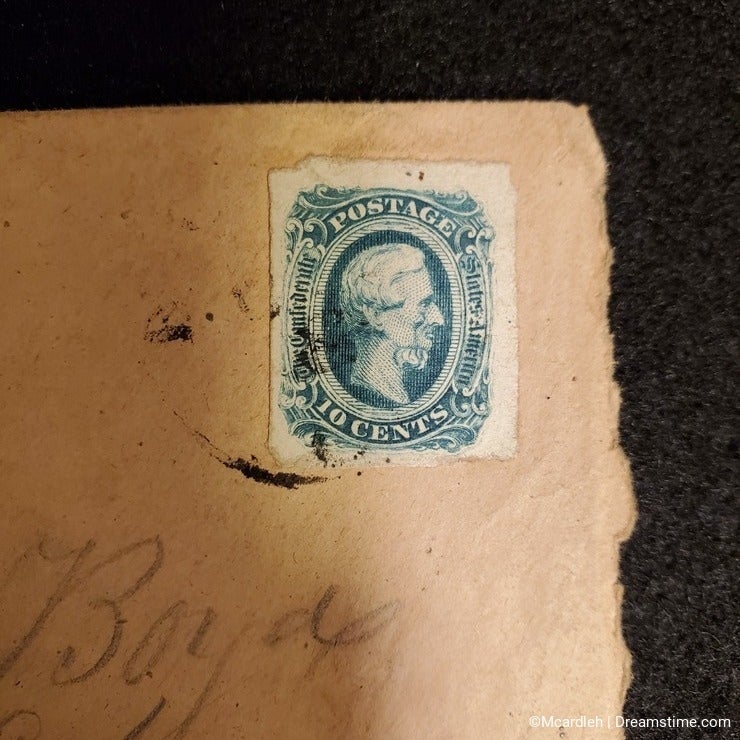 POSTAGE
The Confederate States of America
10 CENTS
Boyd
©Mcardleh | Dreamstime.com